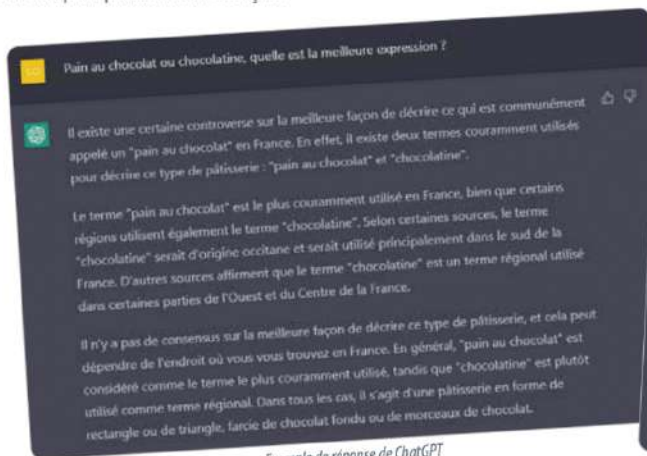 Pain au chocolat ou chocolatine, quelle est la meilleure expression ?
Il existe une certaine controverse sur la meilleure façon de décrire ce qui est communément
appelé un "pain au chocolat" en France. En effet, il existe deux termes couramment utilisés
pour décrire ce type de pâtisserie : "pain au chocolat" et "chocolatine".
Le terme "pain au chocolat" est le plus couramment utilisé en France, bien que certains
régions utilisent également le terme "chocolatine". Selon certaines sources, le terme
"chocolatine" serait d'origine occitane et serait utilisé principalement dans le sud de la
France. D'autres sources affirment que le terme "chocolatine" est un terme régional utilisé
dans certaines parties de l'Ouest et du Centre de la France.
Il n'y a pas de consensus sur la meilleure façon de décrire ce type de pâtisserie, et cela peut
dépendre de l'endroit où vous vous trouvez en France. En général, "pain au chocolat" est
considéré comme le terme le plus couramment utilisé, tandis que "chocolatine" est plutôt
utilisé comme terme régional. Dans tous les cas, il s'agit d'une pâtisserie en forme de
rectangle ou de triangle, farcie de chocolat fondu ou de morceaux de chocolat.
Exemple de réponse de ChatGPT